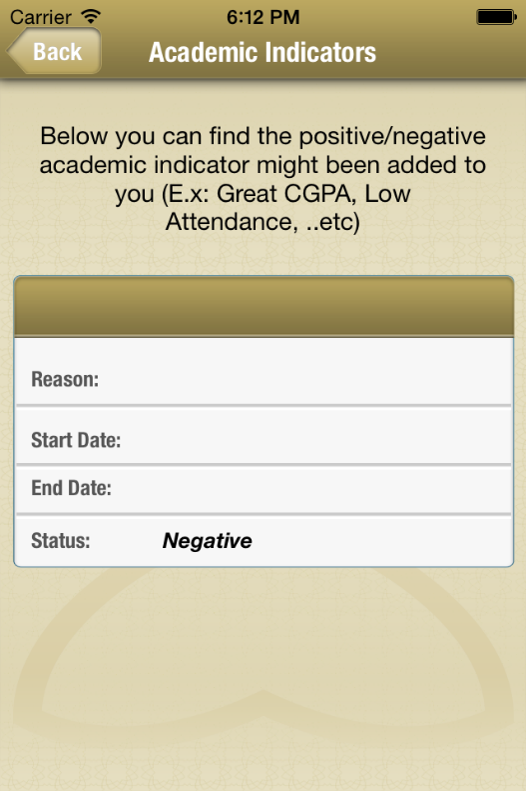 Carrier 6:12 PM
Back Academic Indicators
Below you can find the positive/negative
academic indicator might been added to
you (E.x: Great CGPA, Low
Attendance, ..etc)
Reason:
Start Date:
End Date:
Status: Negative